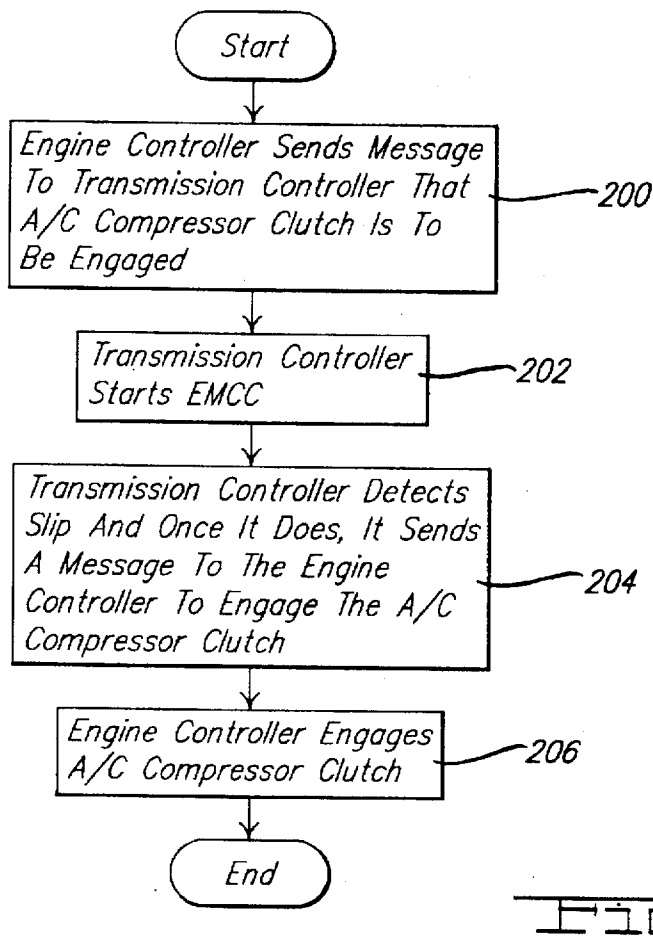 Start
Engine Controller Sends Message
To Transmission Controller That
A/C Compressor Clutch Is To
Be Engaged
200
Transmission Controller
Starts EMCC
202
Transmission Controller Detects
Slip And Once It Does, It Sends
A Message To The Engine
Controller To Engage The A/C
Compressor Clutch
204
Engine Controller Engages
A/C Compressor Clutch
206
End